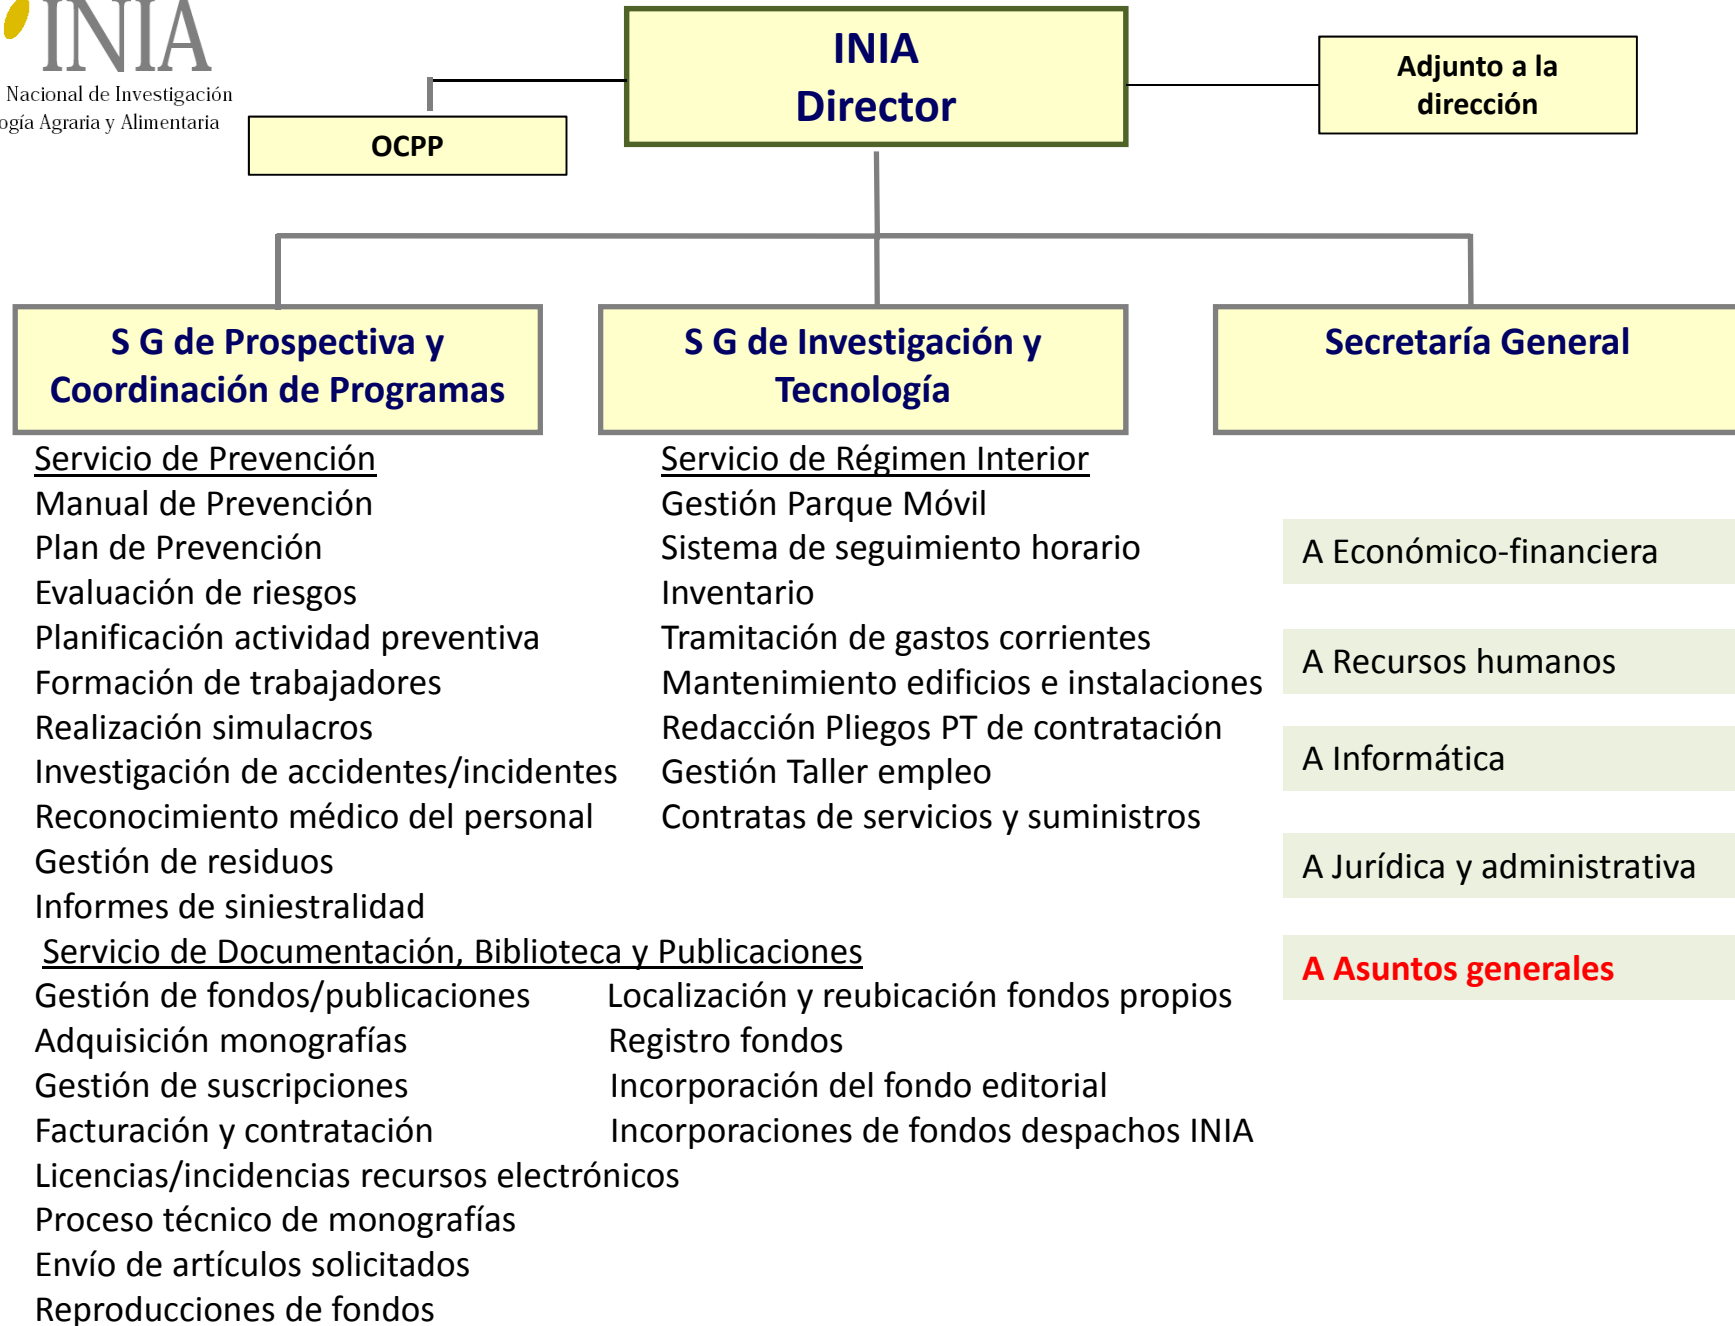 INIA
Nacional de Investigación
ogía Agraria y Alimentaria
INIA
Director
Adjunto a la
dirección
OCPP
S G de Prospectiva y
Coordinación de Programas
S G de Investigación y
Tecnología
Secretaría General
Servicio de Prevención
Manual de Prevención
Plan de Prevención
Evaluación de riesgos
Planificación actividad preventiva
Formación de trabajadores
Realización simulacros
Investigación de accidentes/incidentes
Reconocimiento médico del personal
Gestión de residuos
Informes de siniestralidad
Servicio de Régimen Interior
Gestión Parque Móvil
Sistema de seguimiento horario
Inventario
Tramitación de gastos corrientes
Mantenimiento edificios e instalaciones
Redacción Pliegos PT de contratación
Gestión Taller empleo
Contratas de servicios y suministros
A Económico-financiera
A Recursos humanos
A Informática
A Jurídica y administrativa
A Asuntos generales
Servicio de Documentación, Biblioteca y Publicaciones
Gestión de fondos/publicaciones
Adquisición monografías
Gestión de suscripciones
Facturación y contratación
Licencias/incidencias recursos electrónicos
Proceso técnico de monografías
Envío de artículos solicitados
Reproducciones de fondos
Localización y reubicación fondos propios
Registro fondos
Incorporación del fondo editorial
Incorporaciones de fondos despachos INIA